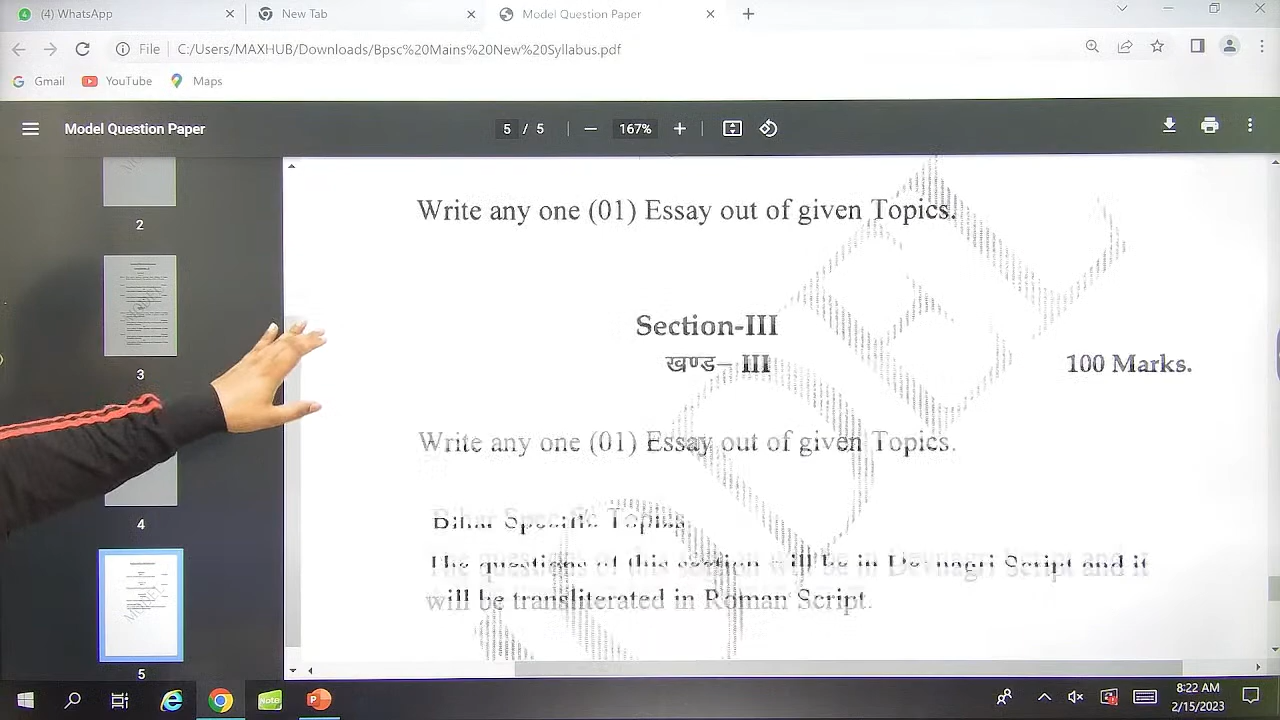 (4) WhatsApp
New Tab
Model Question Paper
File
C:/Users/MAXHUB/Downloads/Bpsc%20Mains%20New%20Syllabus.pdf
Gmail
YouTube
Maps
Model Question Paper
5 / 5
167%
Write any one (01) Essay out of given Topics.
Section-III
खण्ड– III
100 Marks.
Write any one (01) Essay out of given Topics.
Bihar Specific Topics.
The questions of this section will be in Devnagri Script and it
will be transliterated in Roman Script.
2
3
4
5
note
8:22 AM
2/15/2023